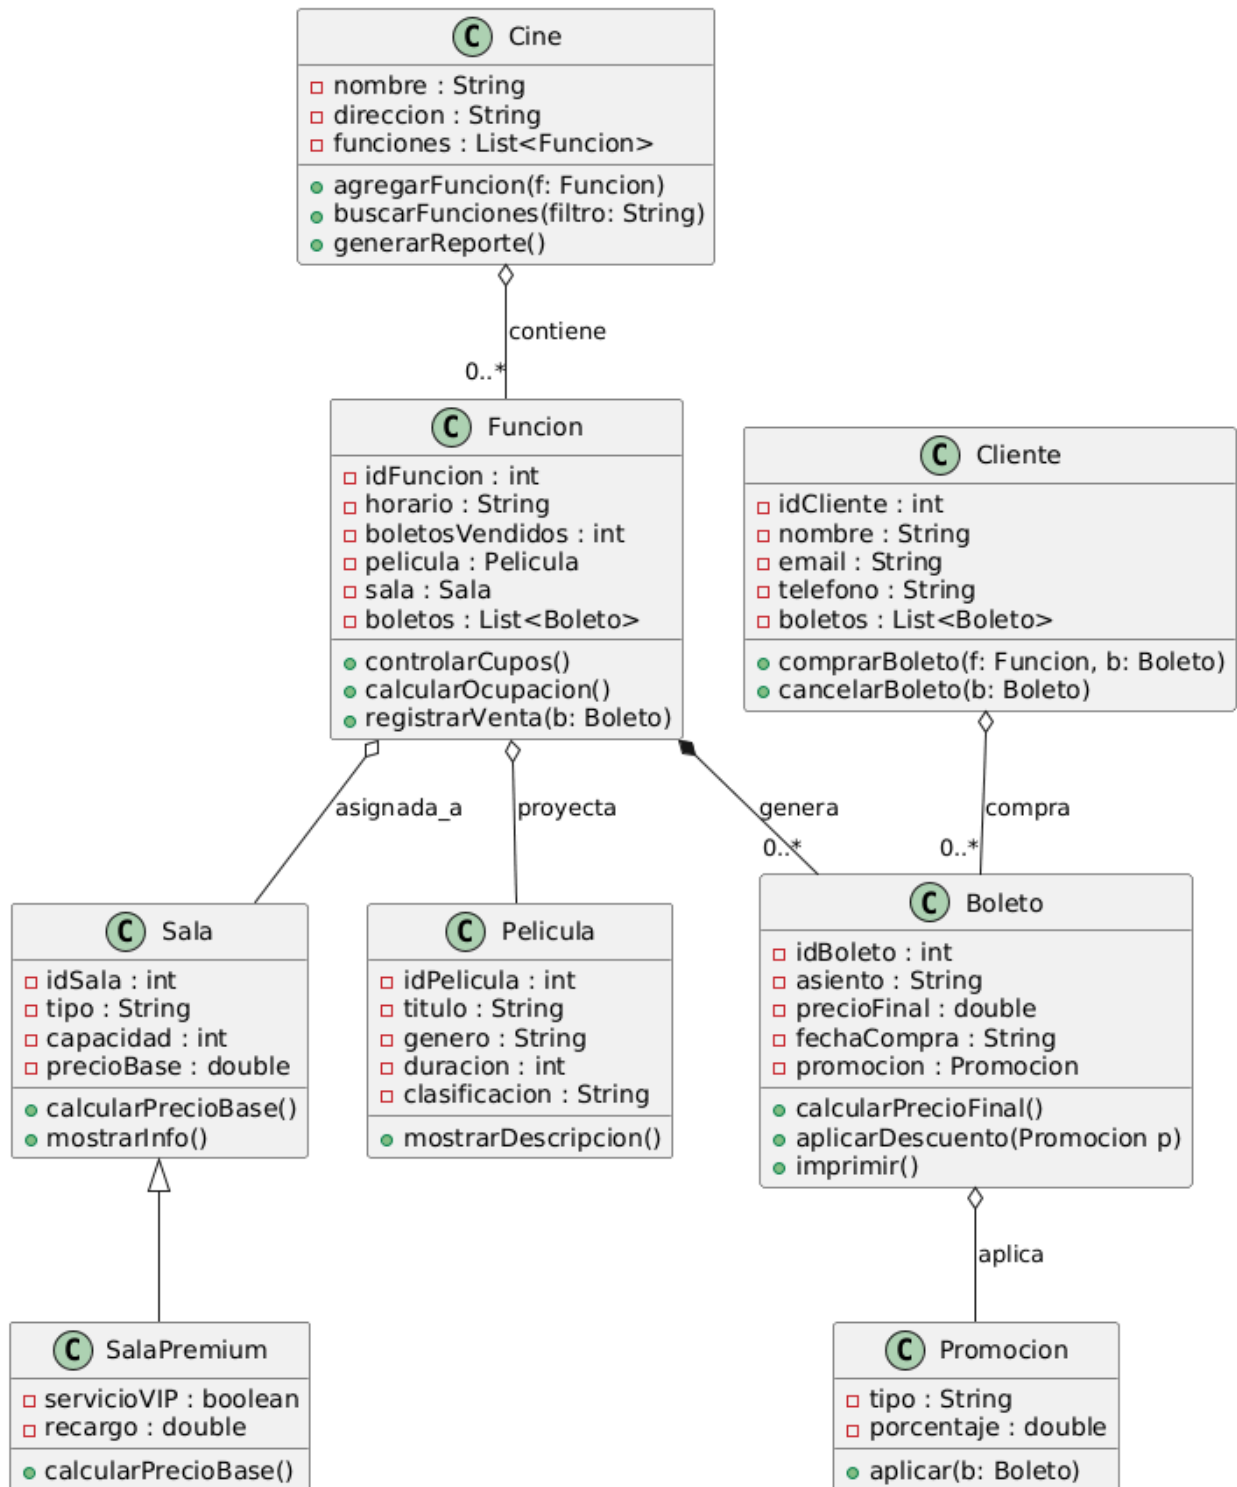 C Cine
nombre : String
direccion : String
funciones : List<Funcion>
agregarFuncion(f: Funcion)
buscarFunciones(filtro: String)
generarReporte()
contiene
0..*
C Funcion
idFuncion : int
horario : String
boletosVendidos : int
pelicula : Pelicula
sala : Sala
boletos : List<Boleto>
controlarCupos()
calcularOcupacion()
registrarVenta(b: Boleto)
C Cliente
idCliente : int
nombre : String
email : String
telefono : String
boletos : List<Boleto>
comprarBoleto(f: Funcion, b: Boleto)
cancelarBoleto(b: Boleto)
asignada_a
proyecta
genera
0..*
compra
0..*
C Sala
idSala : int
tipo : String
capacidad : int
precioBase : double
calcularPrecioBase()
mostrarInfo()
C Pelicula
idPelicula : int
titulo : String
genero : String
duracion : int
clasificacion : String
mostrarDescripcion()
C Boleto
idBoleto : int
asiento : String
precioFinal : double
fechaCompra : String
promocion : Promocion
calcularPrecioFinal()
aplicarDescuento(Promocion p)
imprimir()
aplica
C SalaPremium
servicioVIP : boolean
recargo : double
calcularPrecioBase()
C Promocion
tipo : String
porcentaje : double
aplicar(b: Boleto)